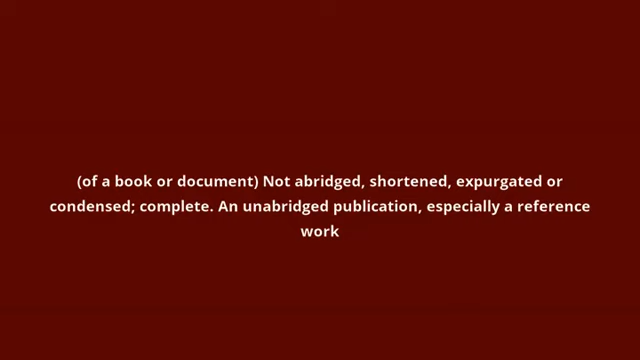 (of a book or document) Not abridged, shortened, expurgated or
condensed; complete. An unabridged publication, especially a reference
work